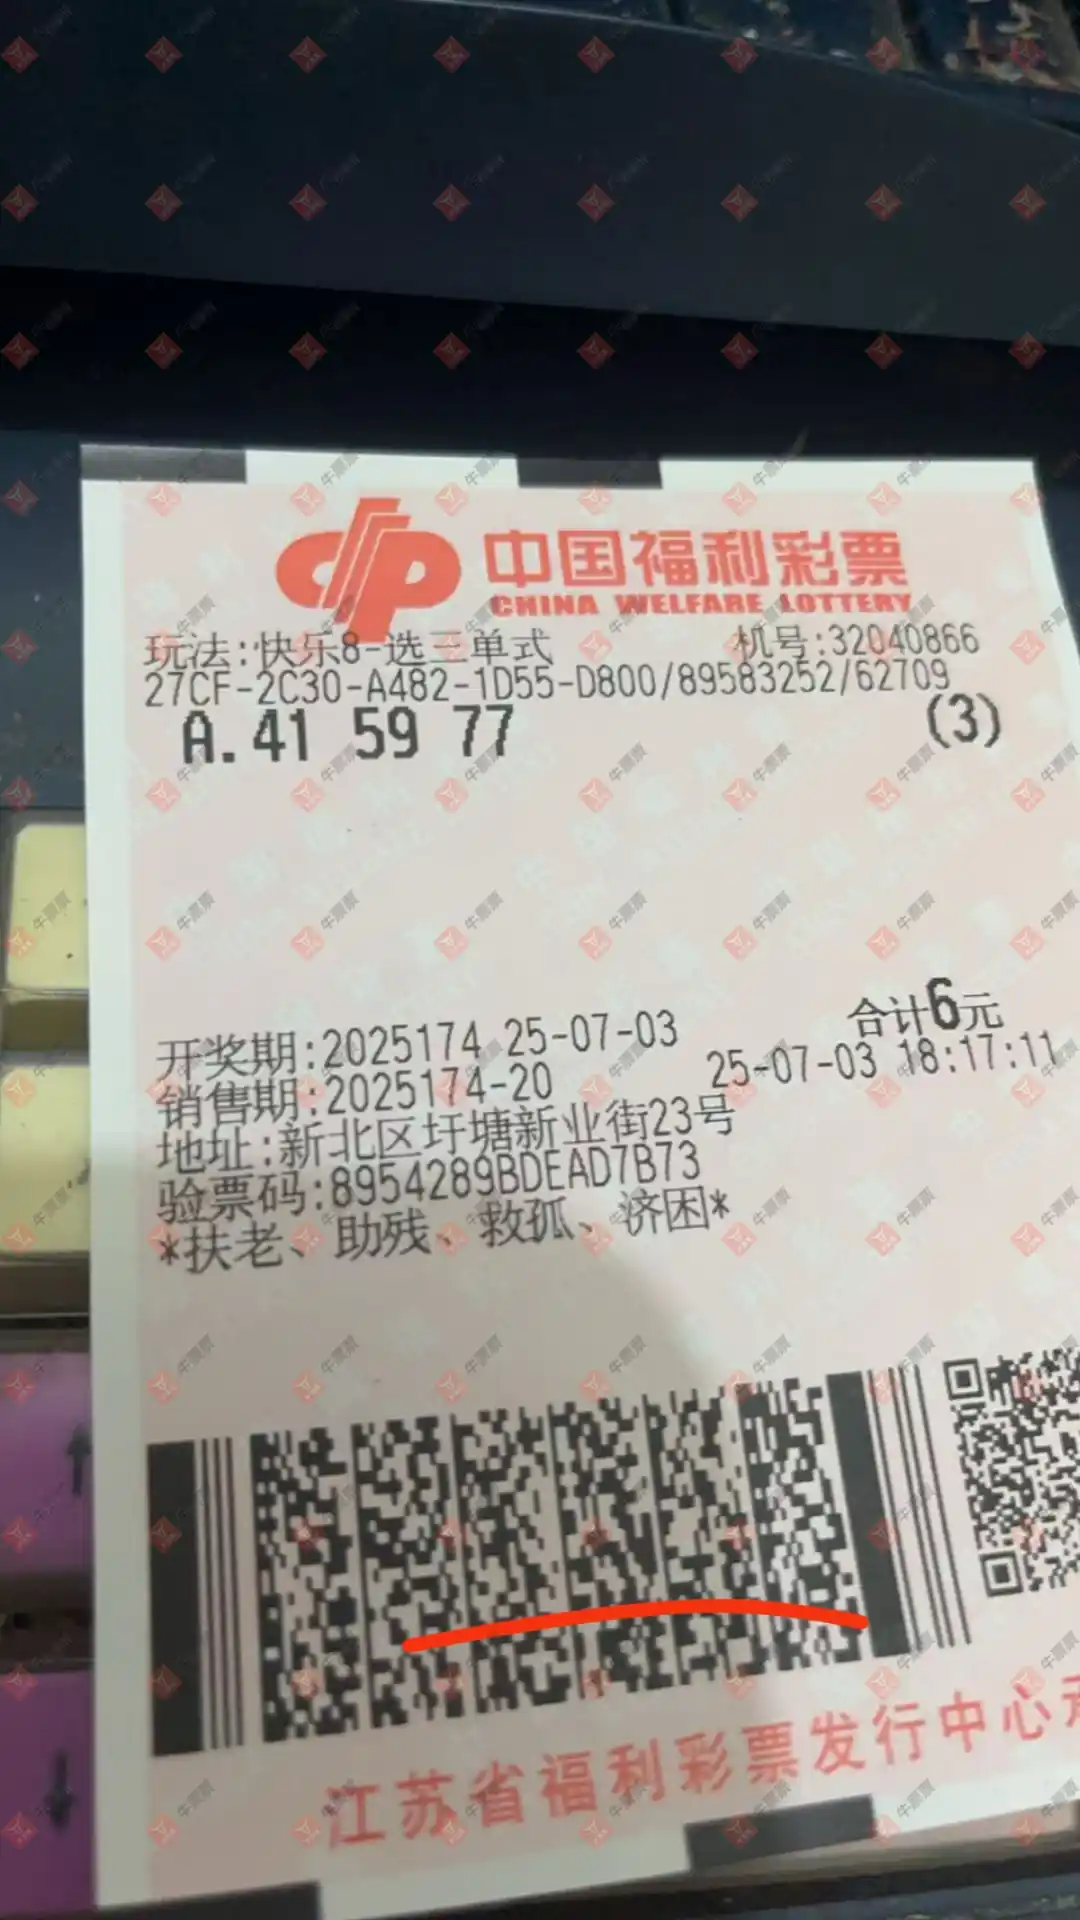 中国福利彩票
CHINA WELFARE LOTTERY
玩法:快乐8-选三单式 机号:32040866
27CF-2C30-A482-1D55-D800/89583252/62709
A.41 59 77 (3)
合计6元
开奖期:2025174 25-07-03
销售期:2025174-20 25-07-03 18:17:11
地址:新北区圩塘新业街23号
验票码:8954289BDEAD7B73
*扶老、助残、救孤、济困*
江苏省福利彩票发行中心承
牛票票